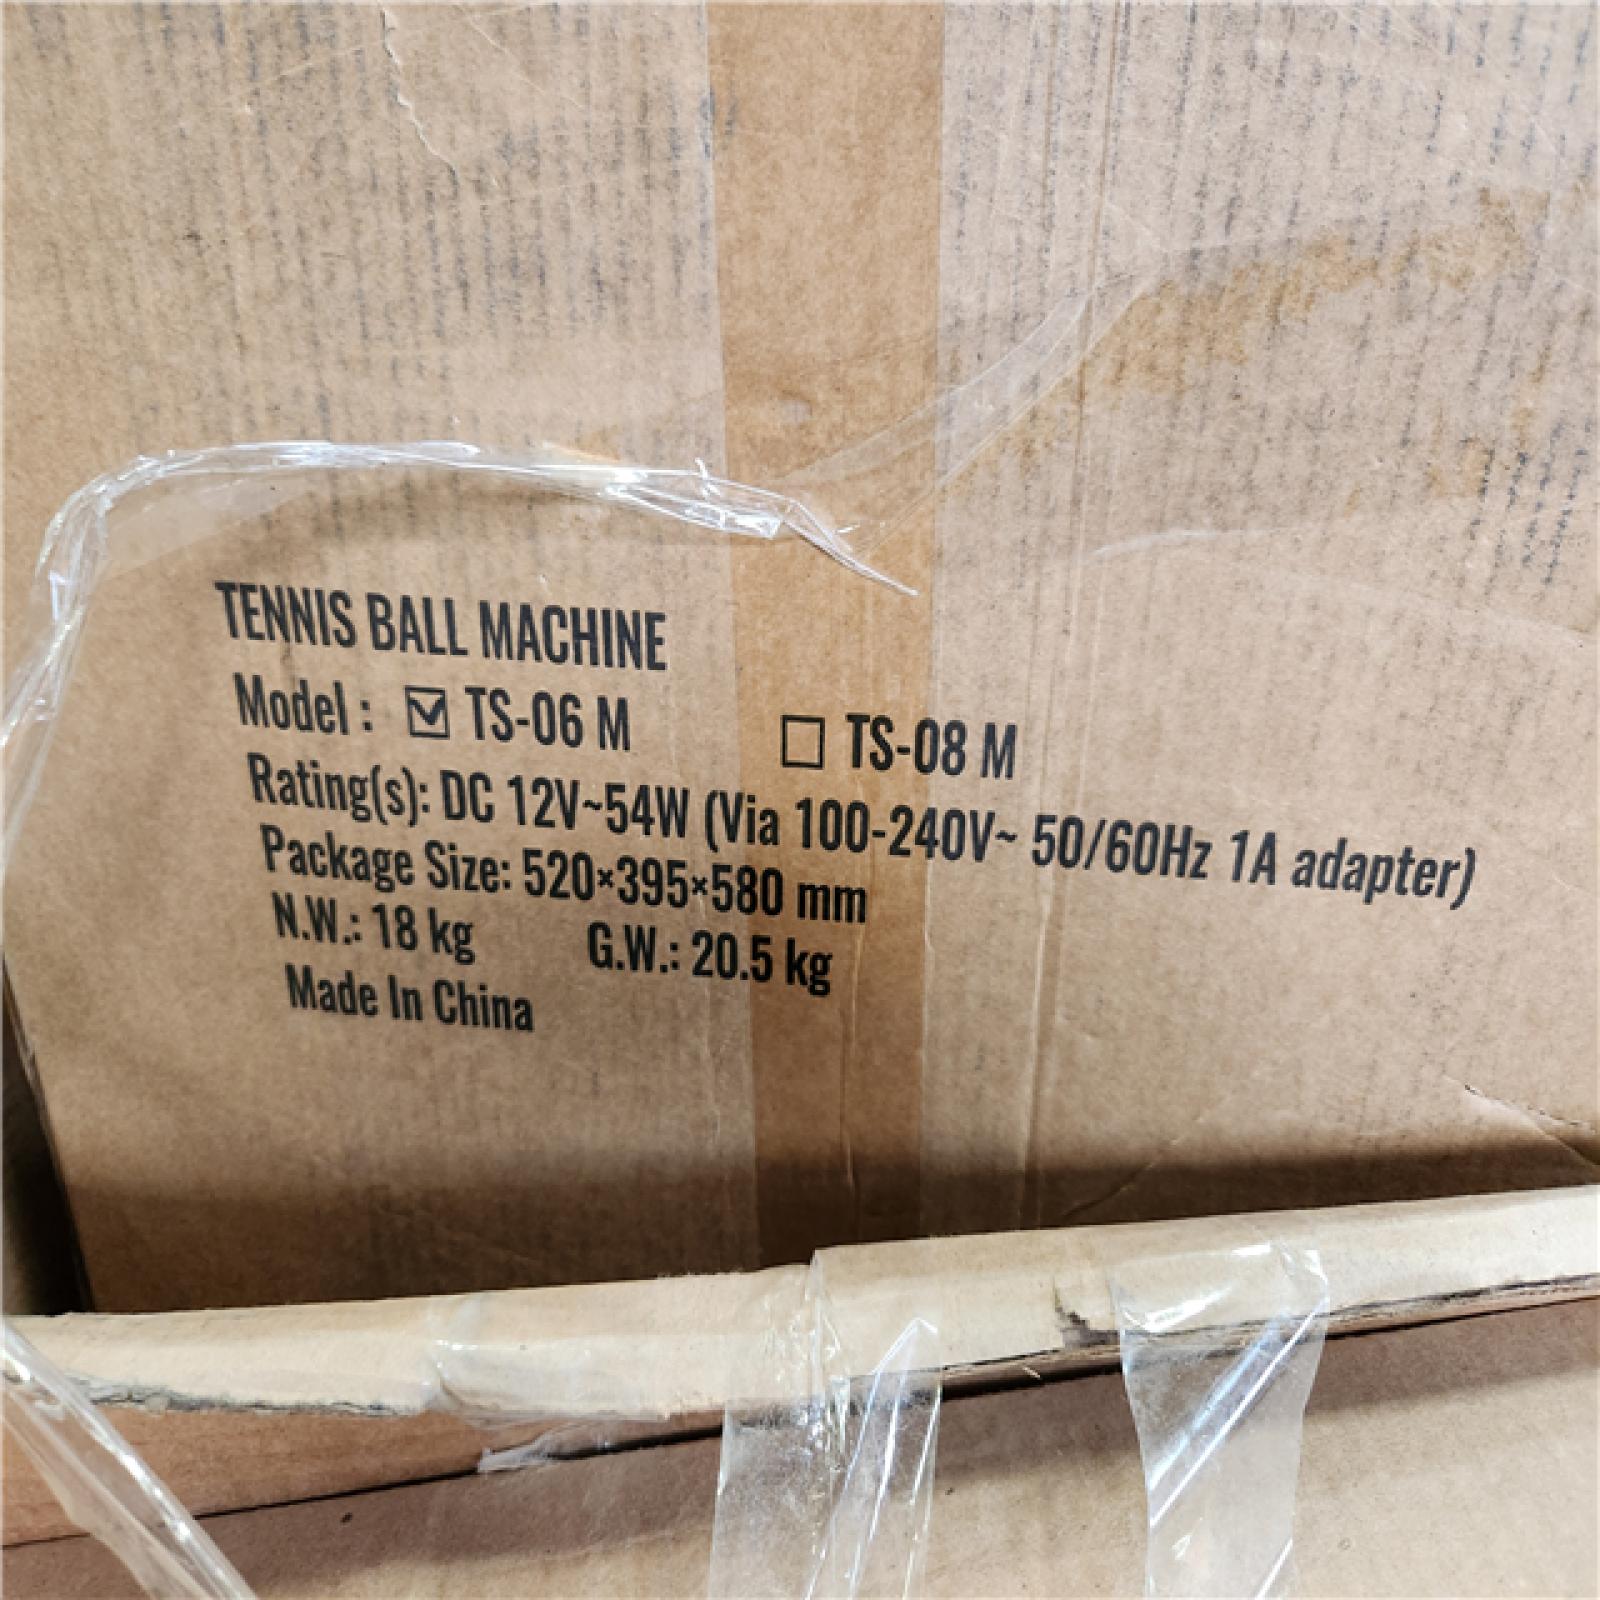 TENNIS BALL MACHINE
Model : ☑ TS-06 M ☐ TS-08 M
Rating(s): DC 12V~54W (Via 100-240V~ 50/60Hz 1A adapter)
Package Size: 520×395×580 mm
N.W.: 18 kg G.W.: 20.5 kg
Made In China